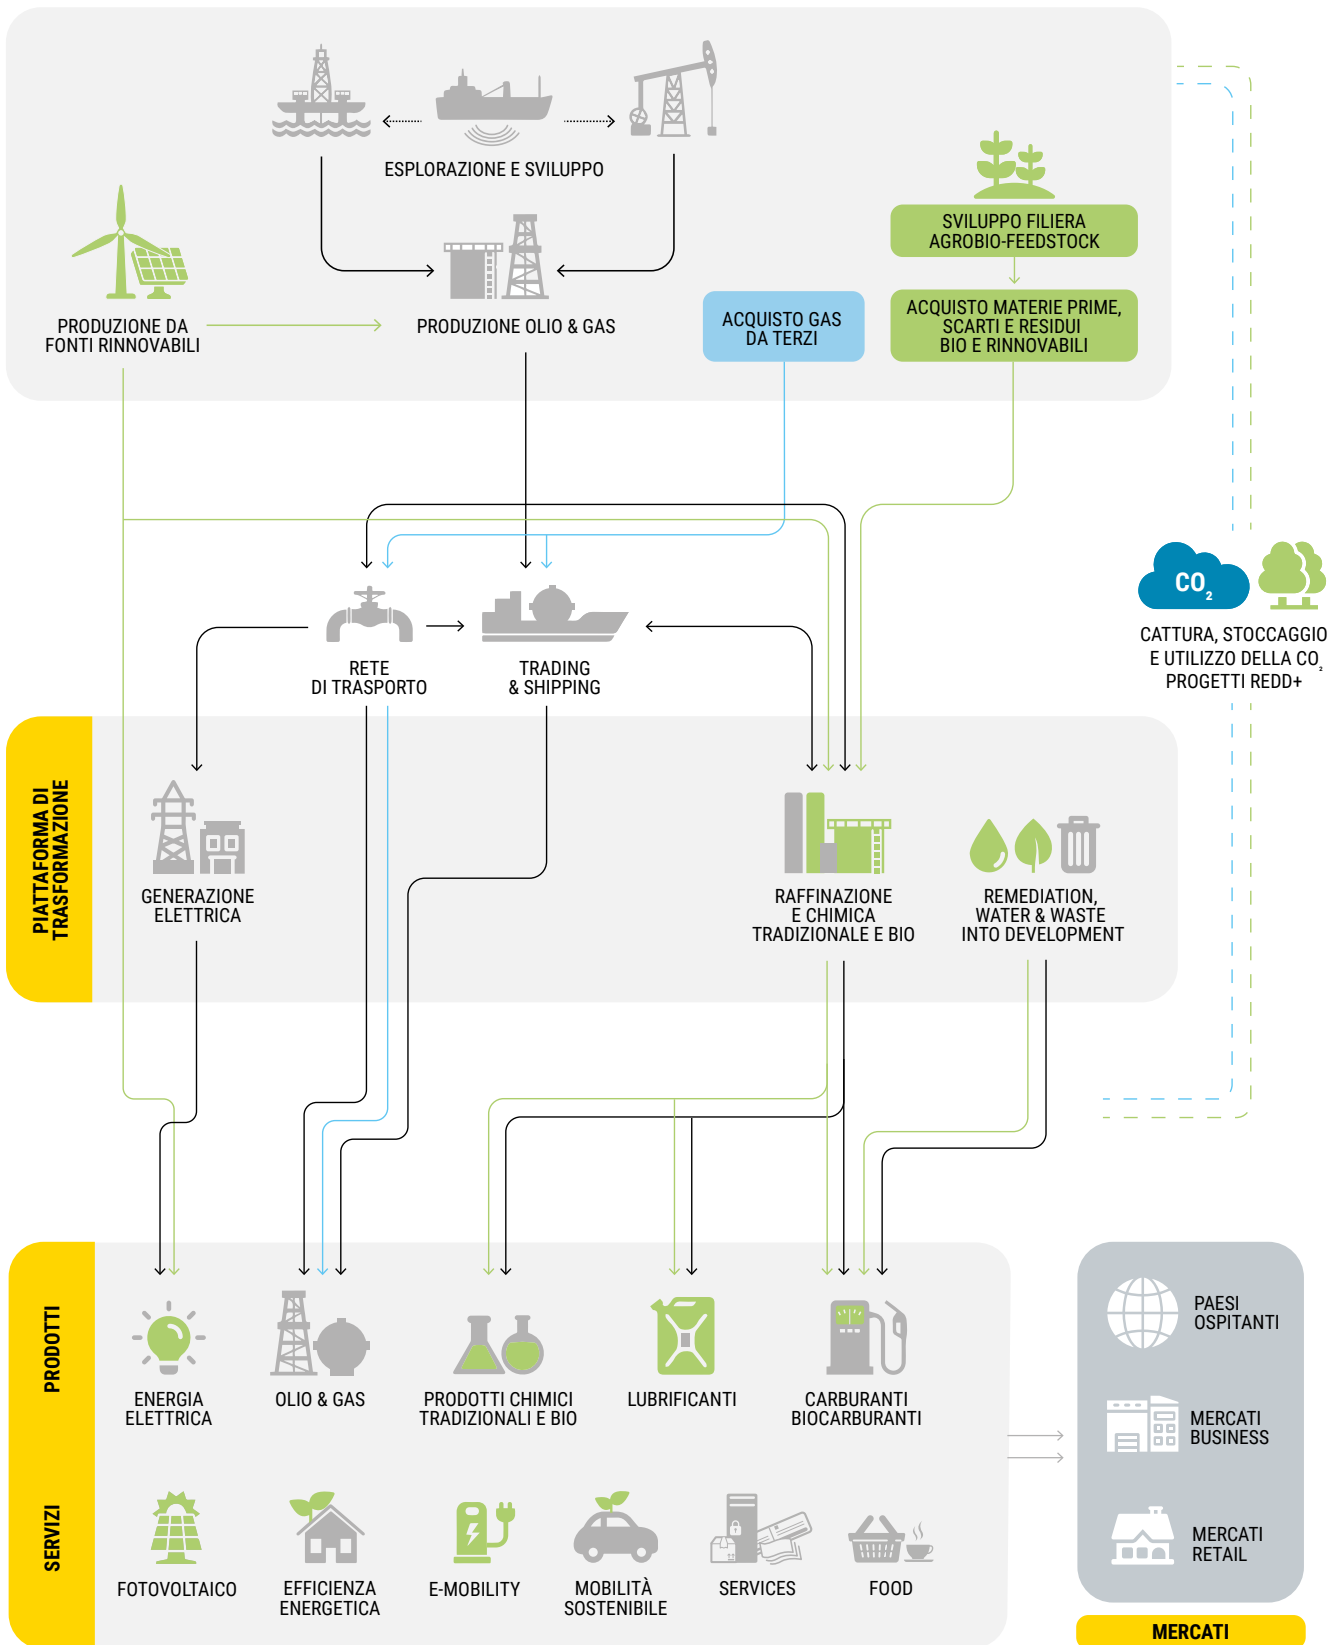 ESPLORAZIONE E SVILUPPO
SVILUPPO FILIERA
AGROBIO-FEEDSTOCK
PRODUZIONE DA
FONTI RINNOVABILI
PRODUZIONE OLIO & GAS
ACQUISTO GAS
DA TERZI
ACQUISTO MATERIE PRIME,
SCARTI E RESIDUI
BIO E RINNOVABILI
CO₂
CATTURA, STOCCAGGIO
E UTILIZZO DELLA CO₂
PROGETTI REDD+
RETE
DI TRASPORTO
TRADING
& SHIPPING
PIATTAFORMA DI
TRASFORMAZIONE
GENERAZIONE
ELETTRICA
RAFFINAZIONE
E CHIMICA
TRADIZIONALE E BIO
REMEDIATION,
WATER & WASTE
INTO DEVELOPMENT
PRODOTTI
ENERGIA
ELETTRICA
OLIO & GAS
PRODOTTI CHIMICI
TRADIZIONALI E BIO
LUBRIFICANTI
CARBURANTI
BIOCARBURANTI
SERVIZI
FOTOVOLTAICO
EFFICIENZA
ENERGETICA
E-MOBILITY
MOBILITÀ
SOSTENIBILE
SERVICES
FOOD
PAESI
OSPITANTI
MERCATI
BUSINESS
MERCATI
RETAIL
MERCATI